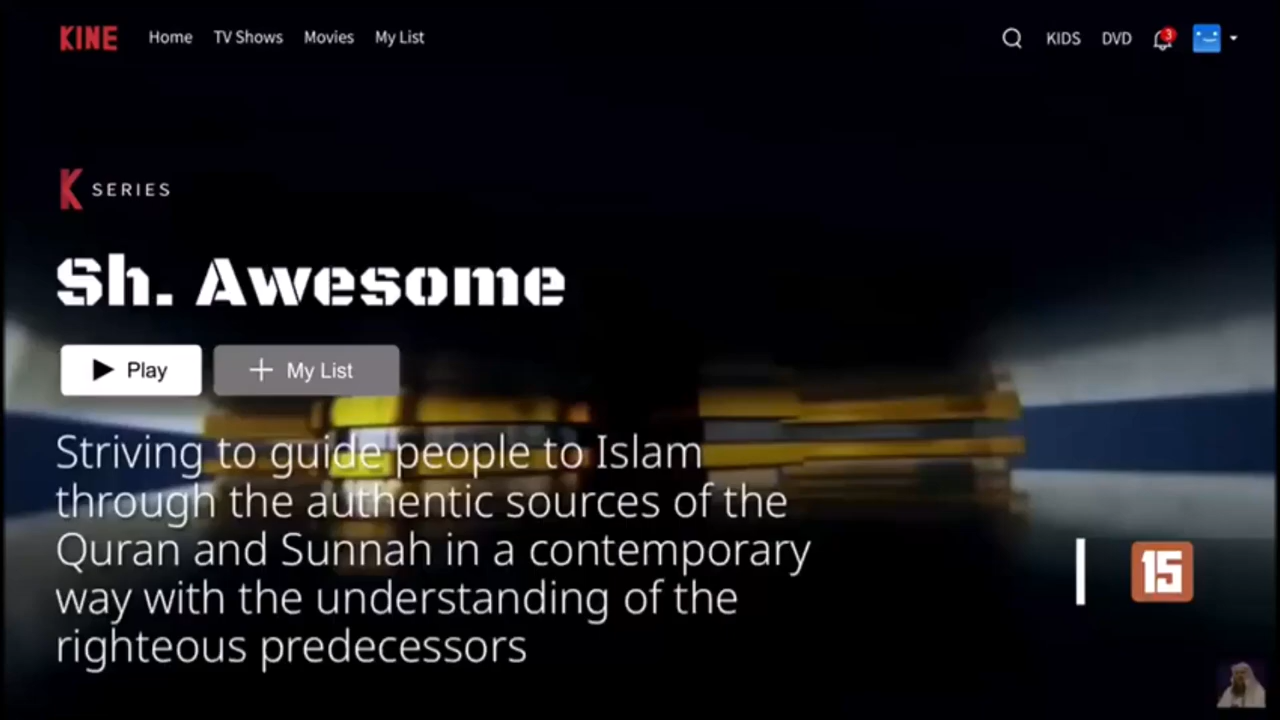 KINE Home TV Shows Movies My List KIDS DVD 3
K SERIES
Sh. Awesome
Play My List
Striving to guide people to Islam
through the authentic sources of the
Quran and Sunnah in a contemporary
way with the understanding of the
righteous predecessors
15